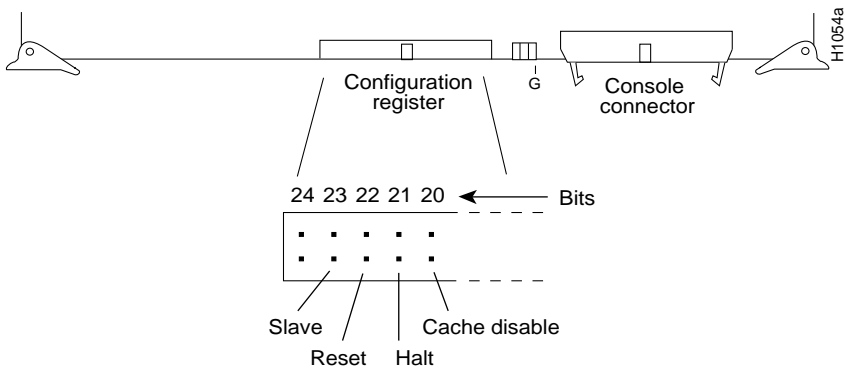 H1054a
Configuration
register
G
Console
connector
24 23 22 21 20
Bits
Slave
Cache disable
Reset
Halt